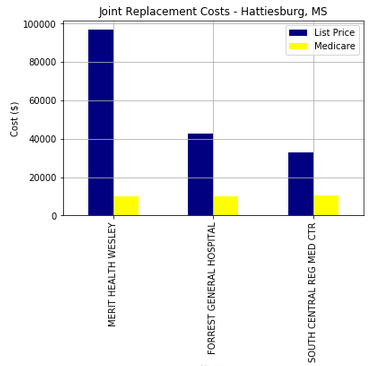 Joint Replacement Costs - Hattiesburg, MS
100000
80000
60000
40000
20000
0
Cost ($)
List Price
Medicare
MERIT HEALTH WESLEY
FORREST GENERAL HOSPITAL
SOUTH CENTRAL REG MED CTR